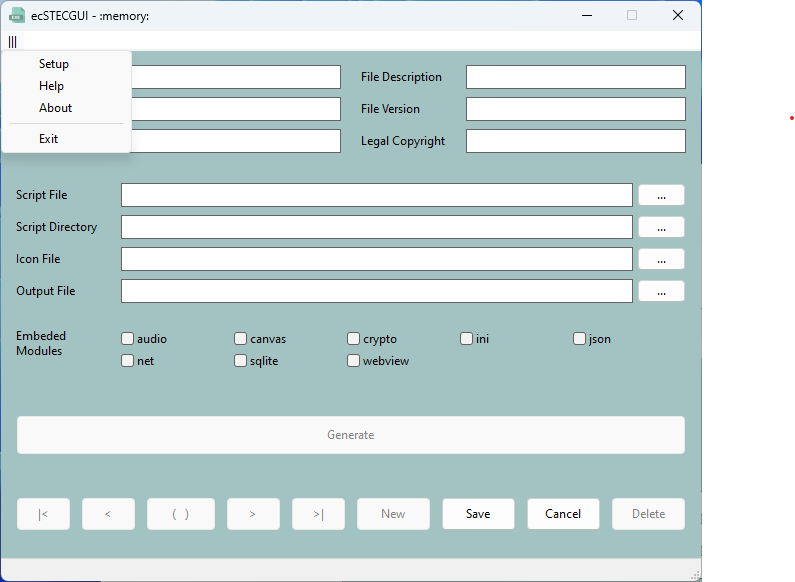 ecSTECGUI - :memory:
|||
Setup
Help
About
Exit
File Description
File Version
Legal Copyright
Script File ...
Script Directory ...
Icon File ...
Output File ...
Embeded
Modules
audio canvas crypto ini json
net sqlite webview
Generate
|< < ( ) > >| New Save Cancel Delete